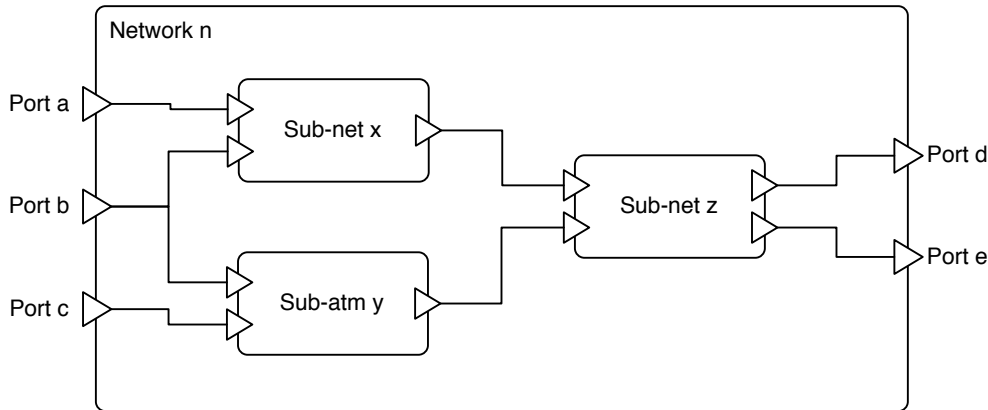 Network n
Port a
Sub-net x
Port d
Port b
Sub-net z
Port e
Port c
Sub-atm y